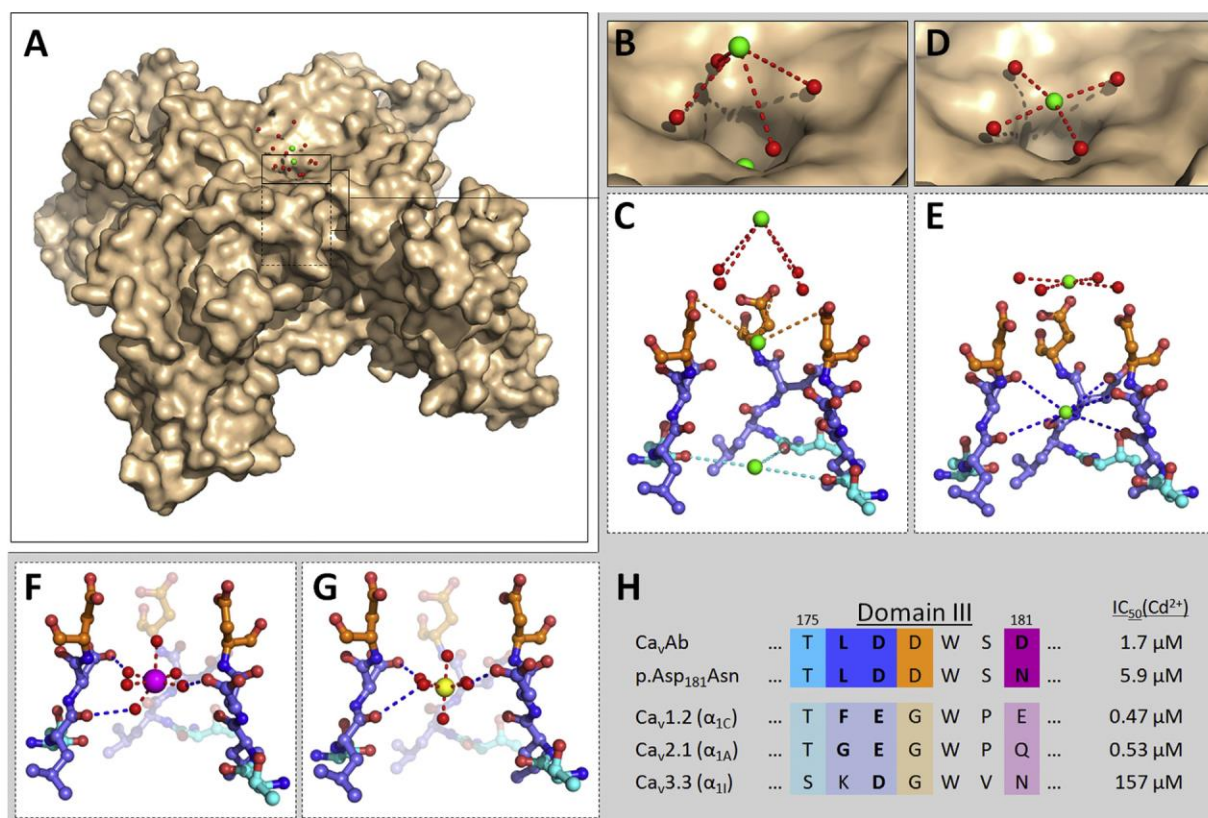 A
B
D
C
E
F
G
H
Domain III
IC50(Cd2+)
175
181
CavAb ... T L D D W S D ... 1.7 µM
p.Asp181Asn ... T L D D W S N ... 5.9 µM
Cav1.2 (α1C) ... T F E G W P E ... 0.47 µM
Cav2.1 (α1A) ... T G E G W P Q ... 0.53 µM
Cav3.3 (α1I) ... S K D G W V N ... 157 µM